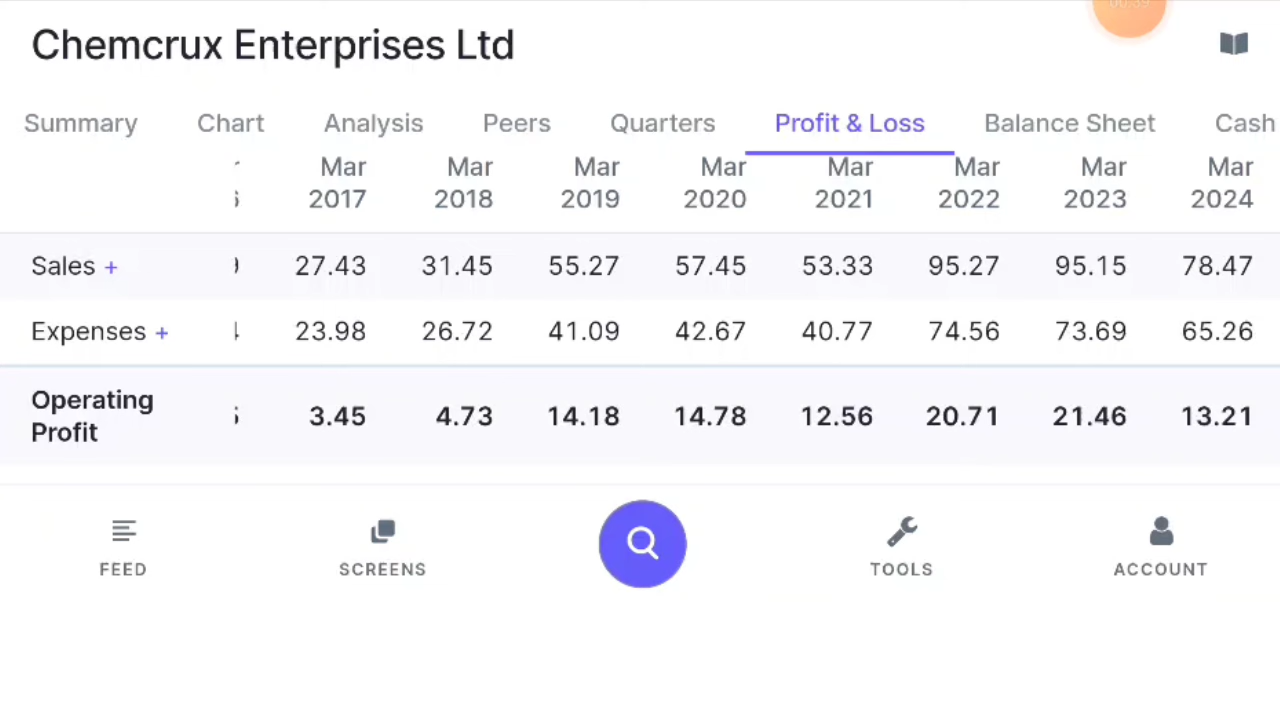 00:39
Chemcrux Enterprises Ltd
Summary Chart Analysis Peers Quarters Profit & Loss Balance Sheet Cash
Mar Mar Mar Mar Mar Mar Mar Mar
2017 2018 2019 2020 2021 2022 2023 2024
Sales + 27.43 31.45 55.27 57.45 53.33 95.27 95.15 78.47
Expenses + 23.98 26.72 41.09 42.67 40.77 74.56 73.69 65.26
Operating
Profit 3.45 4.73 14.18 14.78 12.56 20.71 21.46 13.21
FEED SCREENS TOOLS ACCOUNT